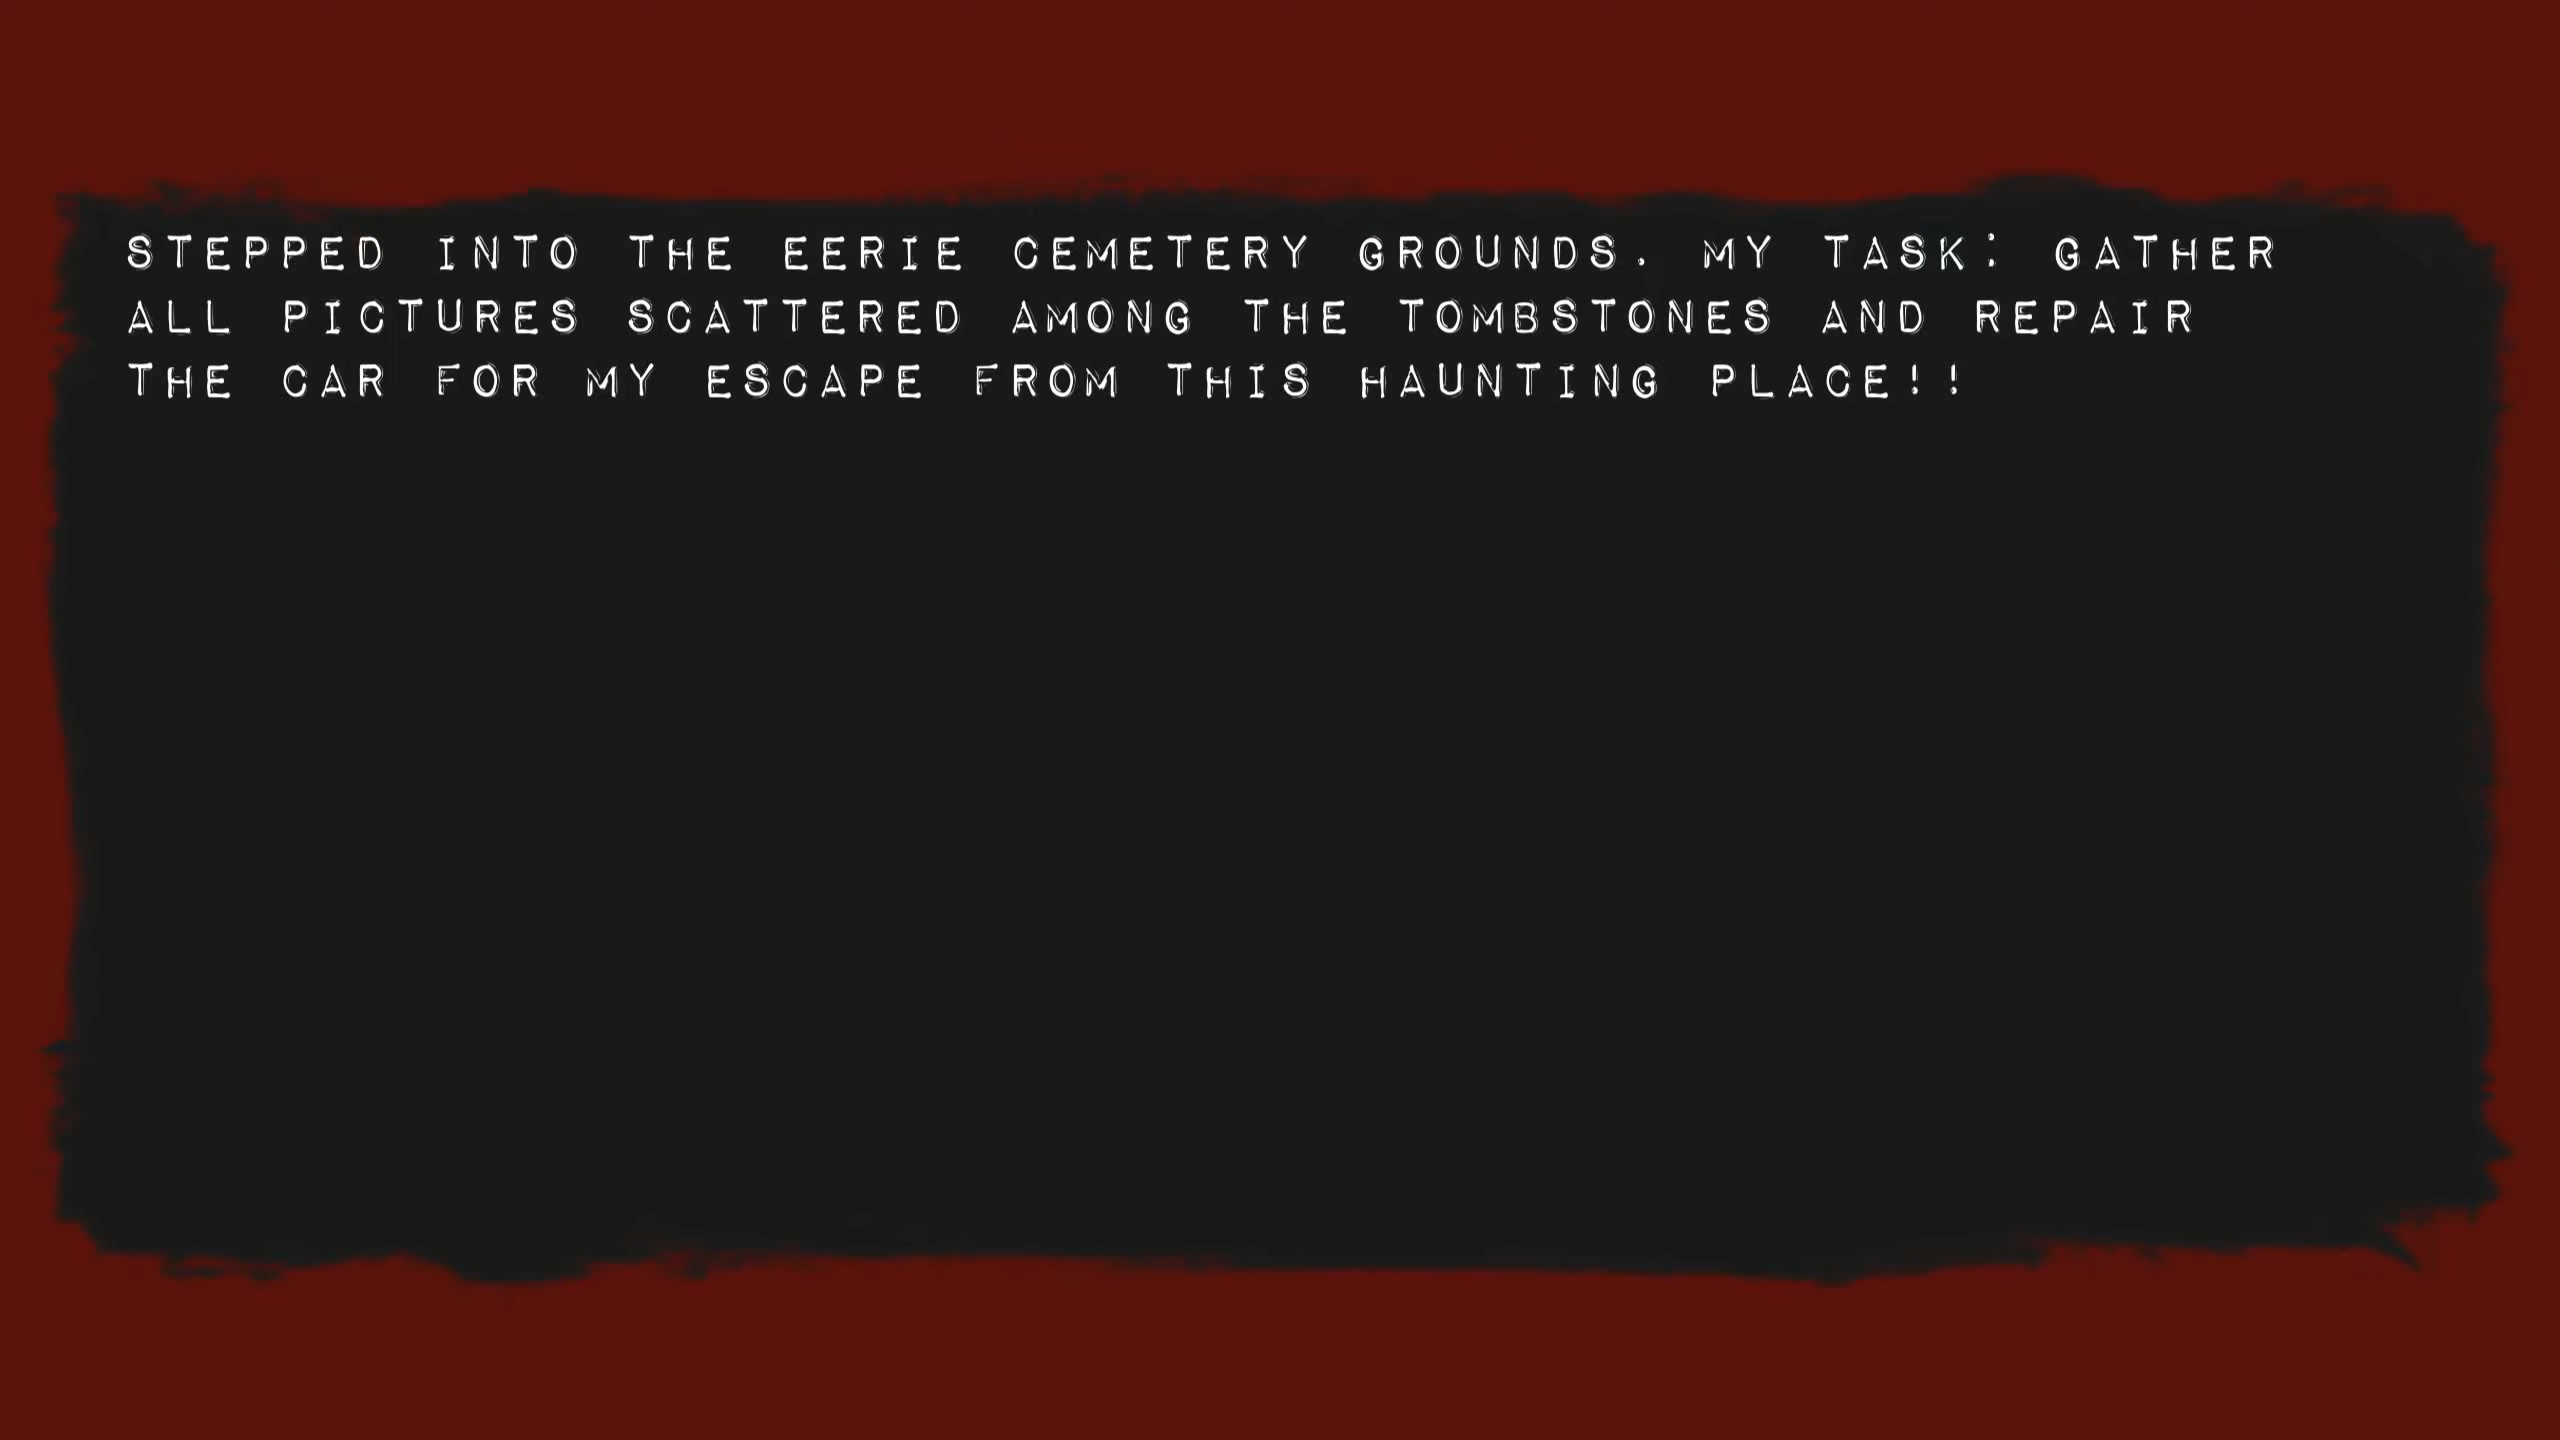 STEPPED INTO THE EERIE CEMETERY GROUNDS. MY TASK: GATHER
ALL PICTURES SCATTERED AMONG THE TOMBSTONES AND REPAIR
THE CAR FOR MY ESCAPE FROM THIS HAUNTING PLACE!!